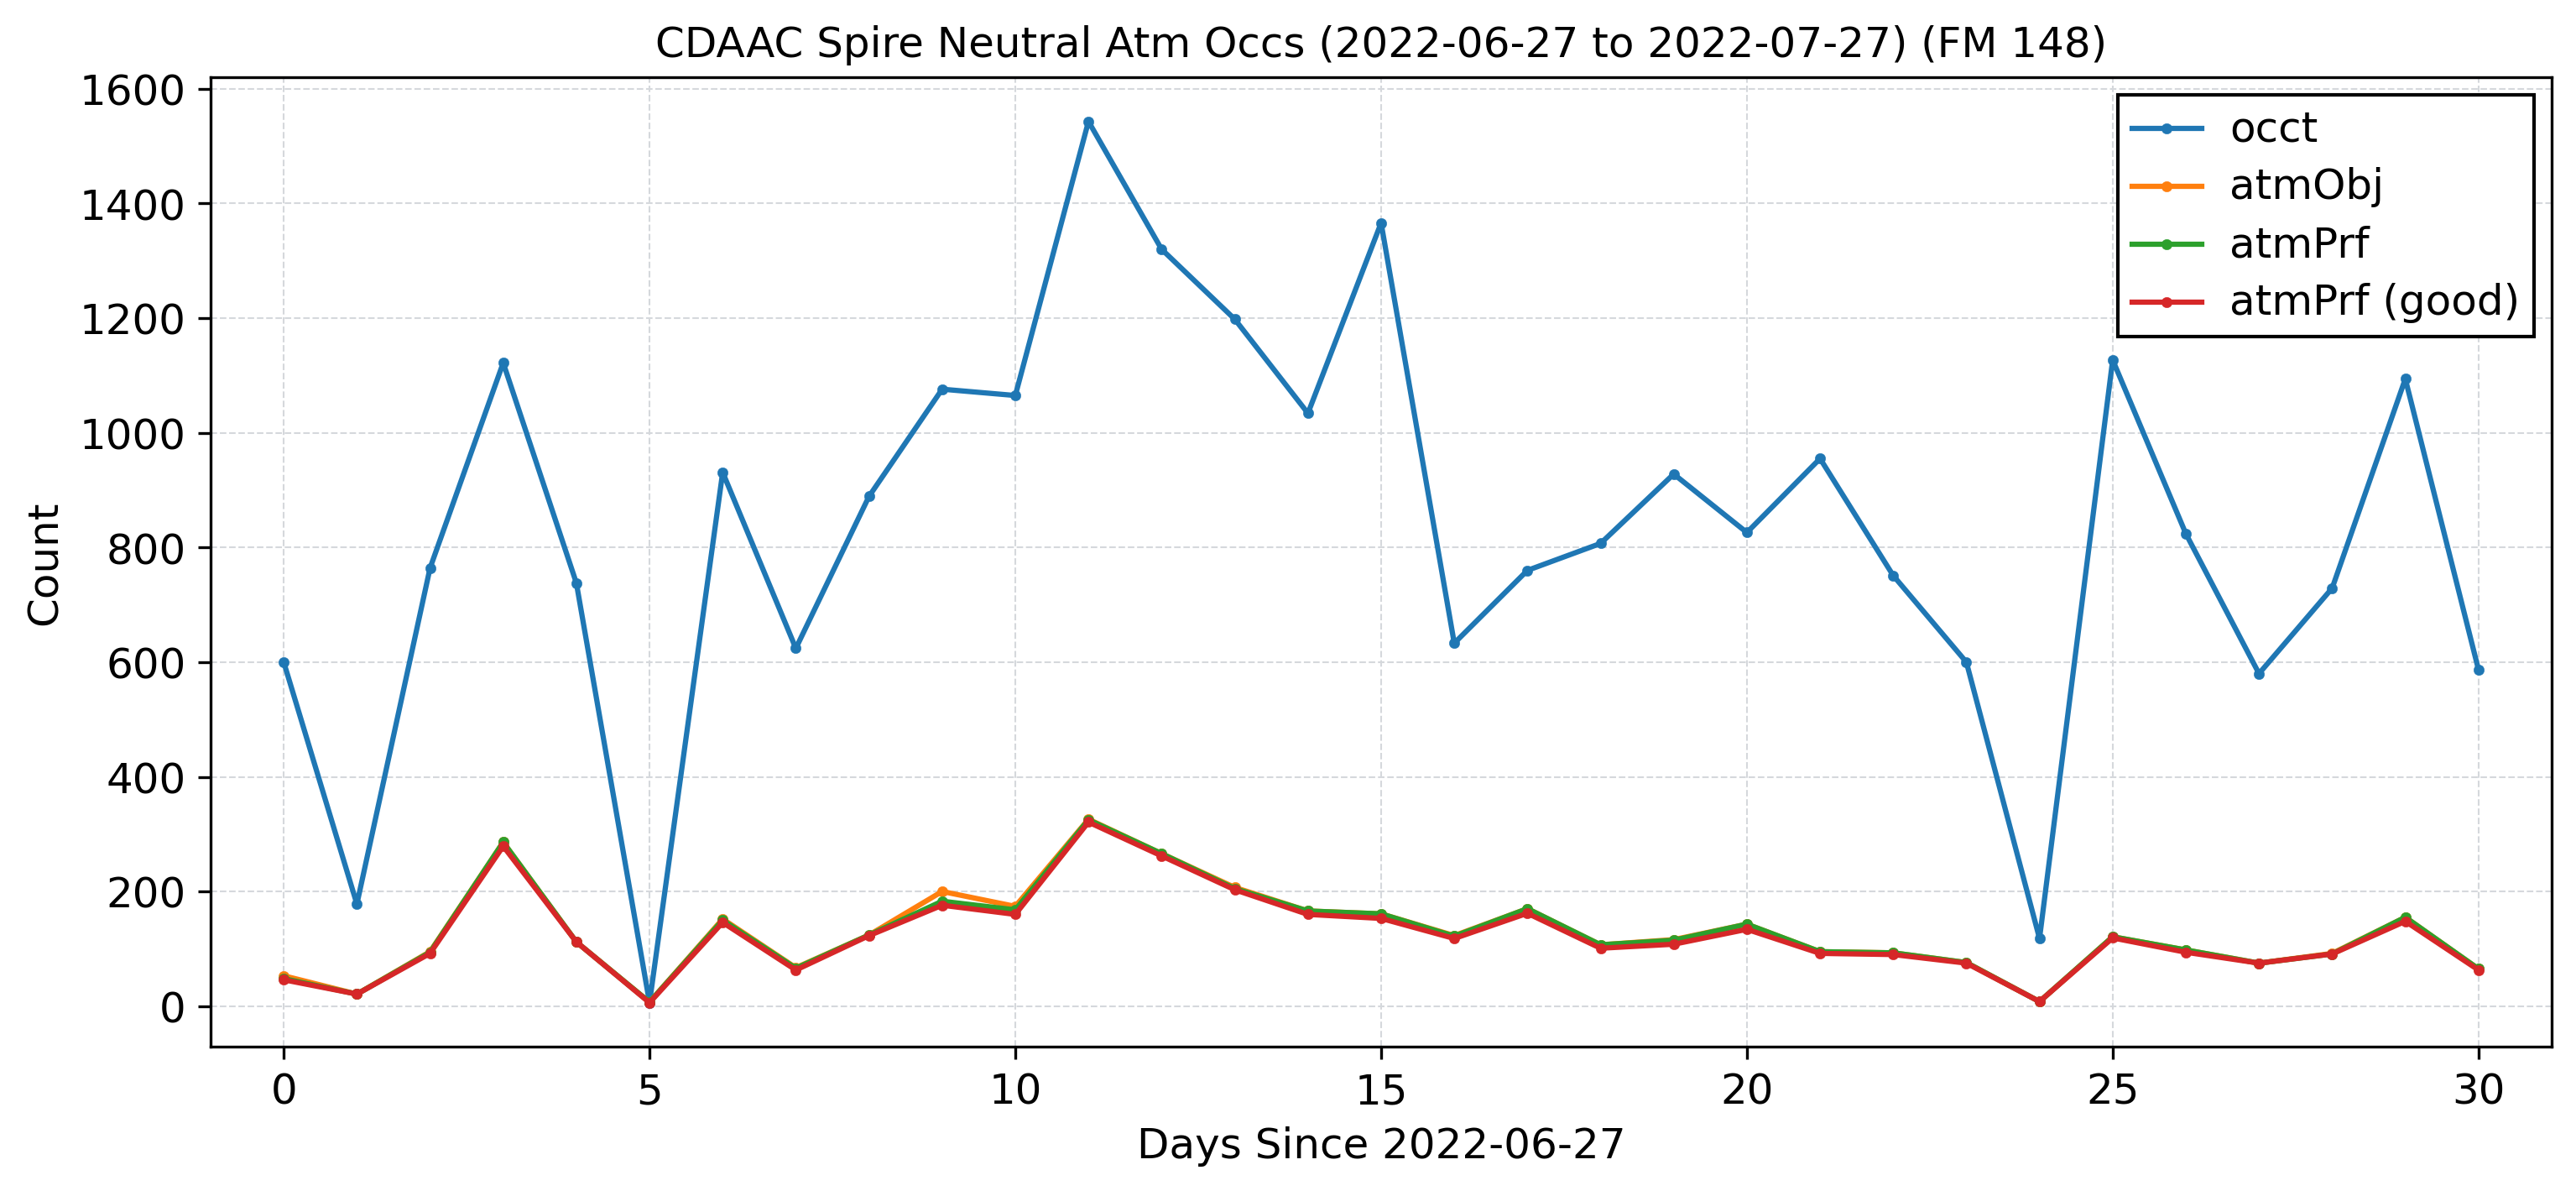 CDAAC Spire Neutral Atm Occs (2022-06-27 to 2022-07-27) (FM 148)
1600
1400
1200
1000
800
600
400
200
0
Count
occt
atmObj
atmPrf
atmPrf (good)
0 5 10 15 20 25 30
Days Since 2022-06-27